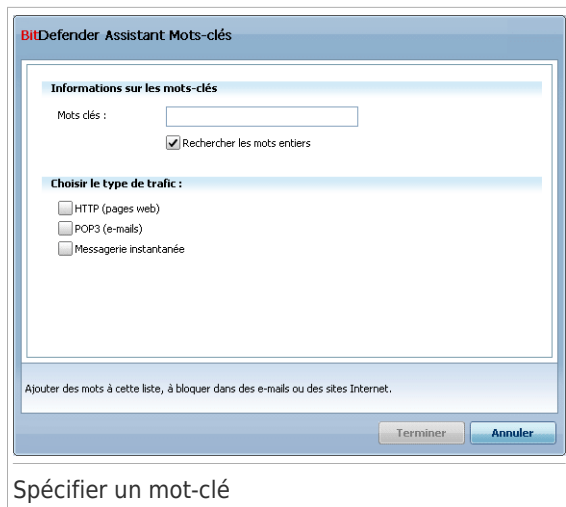 BitDefender Assistant Mots-clés
Informations sur les mots-clés
Mots clés :
Rechercher les mots entiers
Choisir le type de trafic :
HTTP (pages web)
POP3 (e-mails)
Messagerie instantanée
Ajouter des mots à cette liste, à bloquer dans des e-mails ou des sites Internet.
Terminer
Annuler
Spécifier un mot-clé